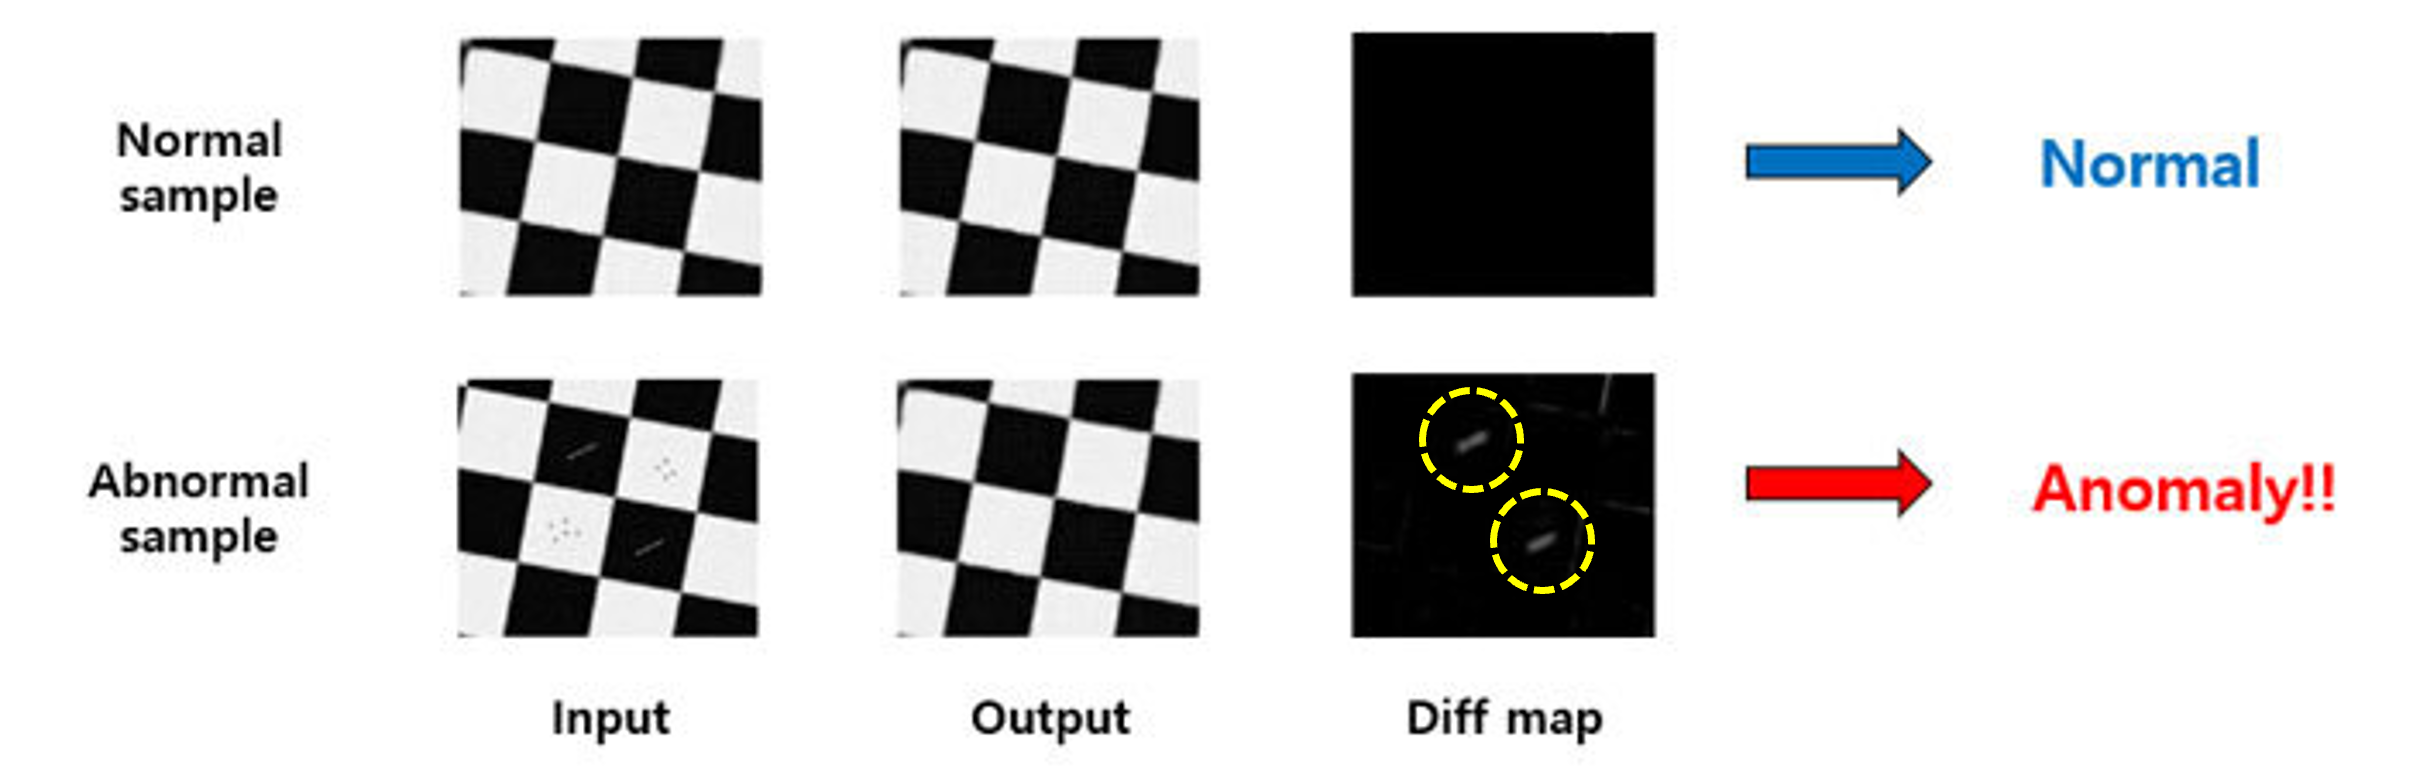 Normal
sample
Normal
Abnormal
sample
Anomaly!!
Input
Output
Diff map